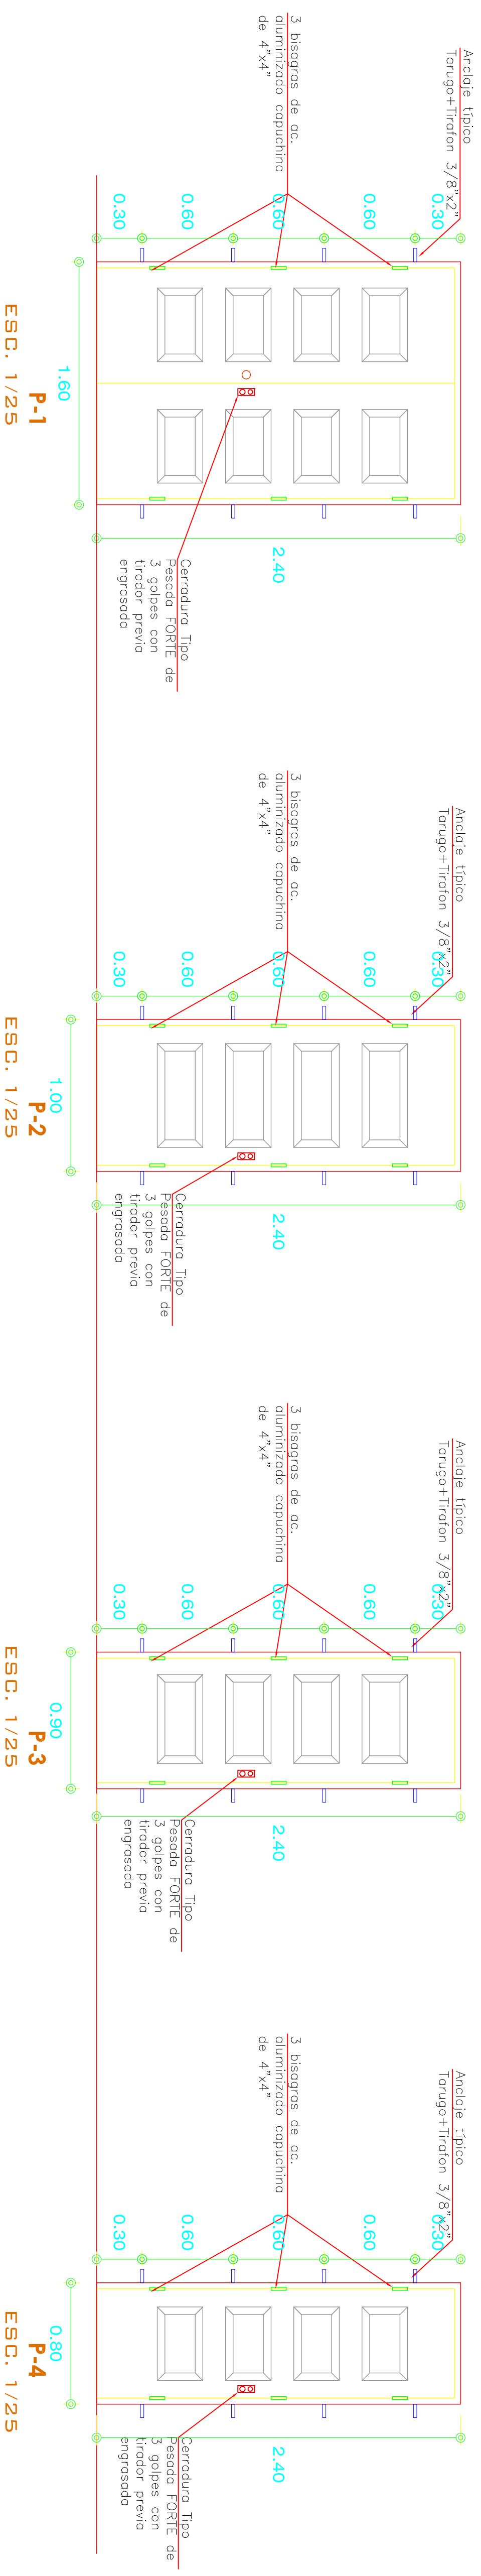 Anclaje típico
Tarugo+Tirafon 3/8"x2"
3 bisagras de ac.
aluminizado capuchina
de 4"x4"
0.30
0.60
0.60
0.60
0.30
2.40
Cerradura Tipo
Pesada FORTE de
3 golpes con
tirador previa
engrasada
1.60
P-1
ESC. 1/25
Anclaje típico
Tarugo+Tirafon 3/8"x2"
3 bisagras de ac.
aluminizado capuchina
de 4"x4"
0.30
0.60
0.60
0.60
0.30
2.40
Cerradura Tipo
Pesada FORTE de
3 golpes con
tirador previa
engrasada
1.00
P-2
ESC. 1/25
Anclaje típico
Tarugo+Tirafon 3/8"x2"
3 bisagras de ac.
aluminizado capuchina
de 4"x4"
0.30
0.60
0.60
0.60
0.30
2.40
Cerradura Tipo
Pesada FORTE de
3 golpes con
tirador previa
engrasada
0.90
P-3
ESC. 1/25
Anclaje típico
Tarugo+Tirafon 3/8"x2"
3 bisagras de ac.
aluminizado capuchina
de 4"x4"
0.30
0.60
0.60
0.60
0.30
2.40
Cerradura Tipo
Pesada FORTE de
3 golpes con
tirador previa
engrasada
0.80
P-4
ESC. 1/25